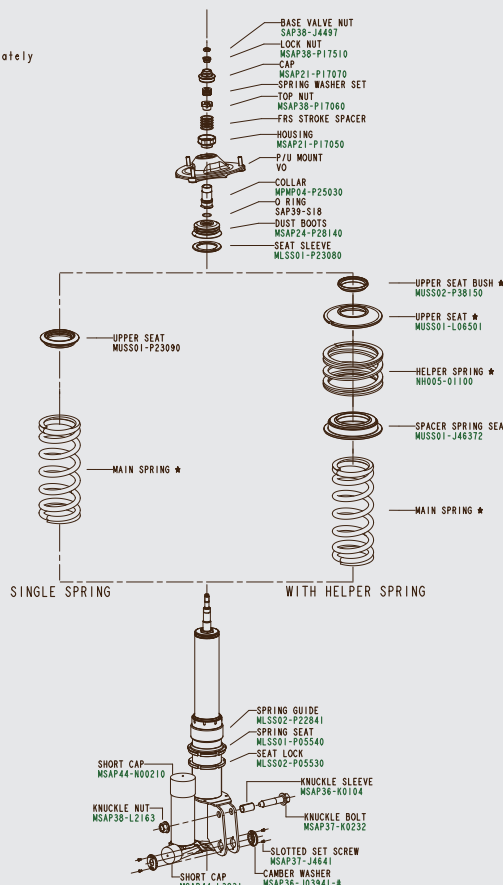 ately
BASE VALVE NUT
SAP38-J4497
LOCK NUT
MSAP38-P17510
CAP
MSAP21-P17070
SPRING WASHER SET
TOP NUT
MSAP38-P17060
FRS STROKE SPACER
HOUSING
MSAP21-P17050
P/U MOUNT
VO
COLLAR
MPMP04-P25030
O RING
SAP39-S18
DUST BOOTS
MSAP24-P28140
SEAT SLEEVE
MLSS01-P23080
UPPER SEAT
MUSS01-P23090
MAIN SPRING ★
SINGLE SPRING
UPPER SEAT BUSH ★
MUSS02-P38150
UPPER SEAT ★
MUSS01-L06501
HELPER SPRING ★
NH005-01100
SPACER SPRING SEA
MUSS01-J46372
MAIN SPRING ★
WITH HELPER SPRING
SPRING GUIDE
MLSS02-P22841
SPRING SEAT
MLSS01-P05540
SEAT LOCK
MLSS02-P05530
SHORT CAP
MSAP44-N00210
KNUCKLE SLEEVE
MSAP36-K0104
KNUCKLE NUT
MSAP38-L2163
KNUCKLE BOLT
MSAP37-K0232
SLOTTED SET SCREW
MSAP37-J4641
CAMBER WASHER
MSAP36-J03941-#
SHORT CAP